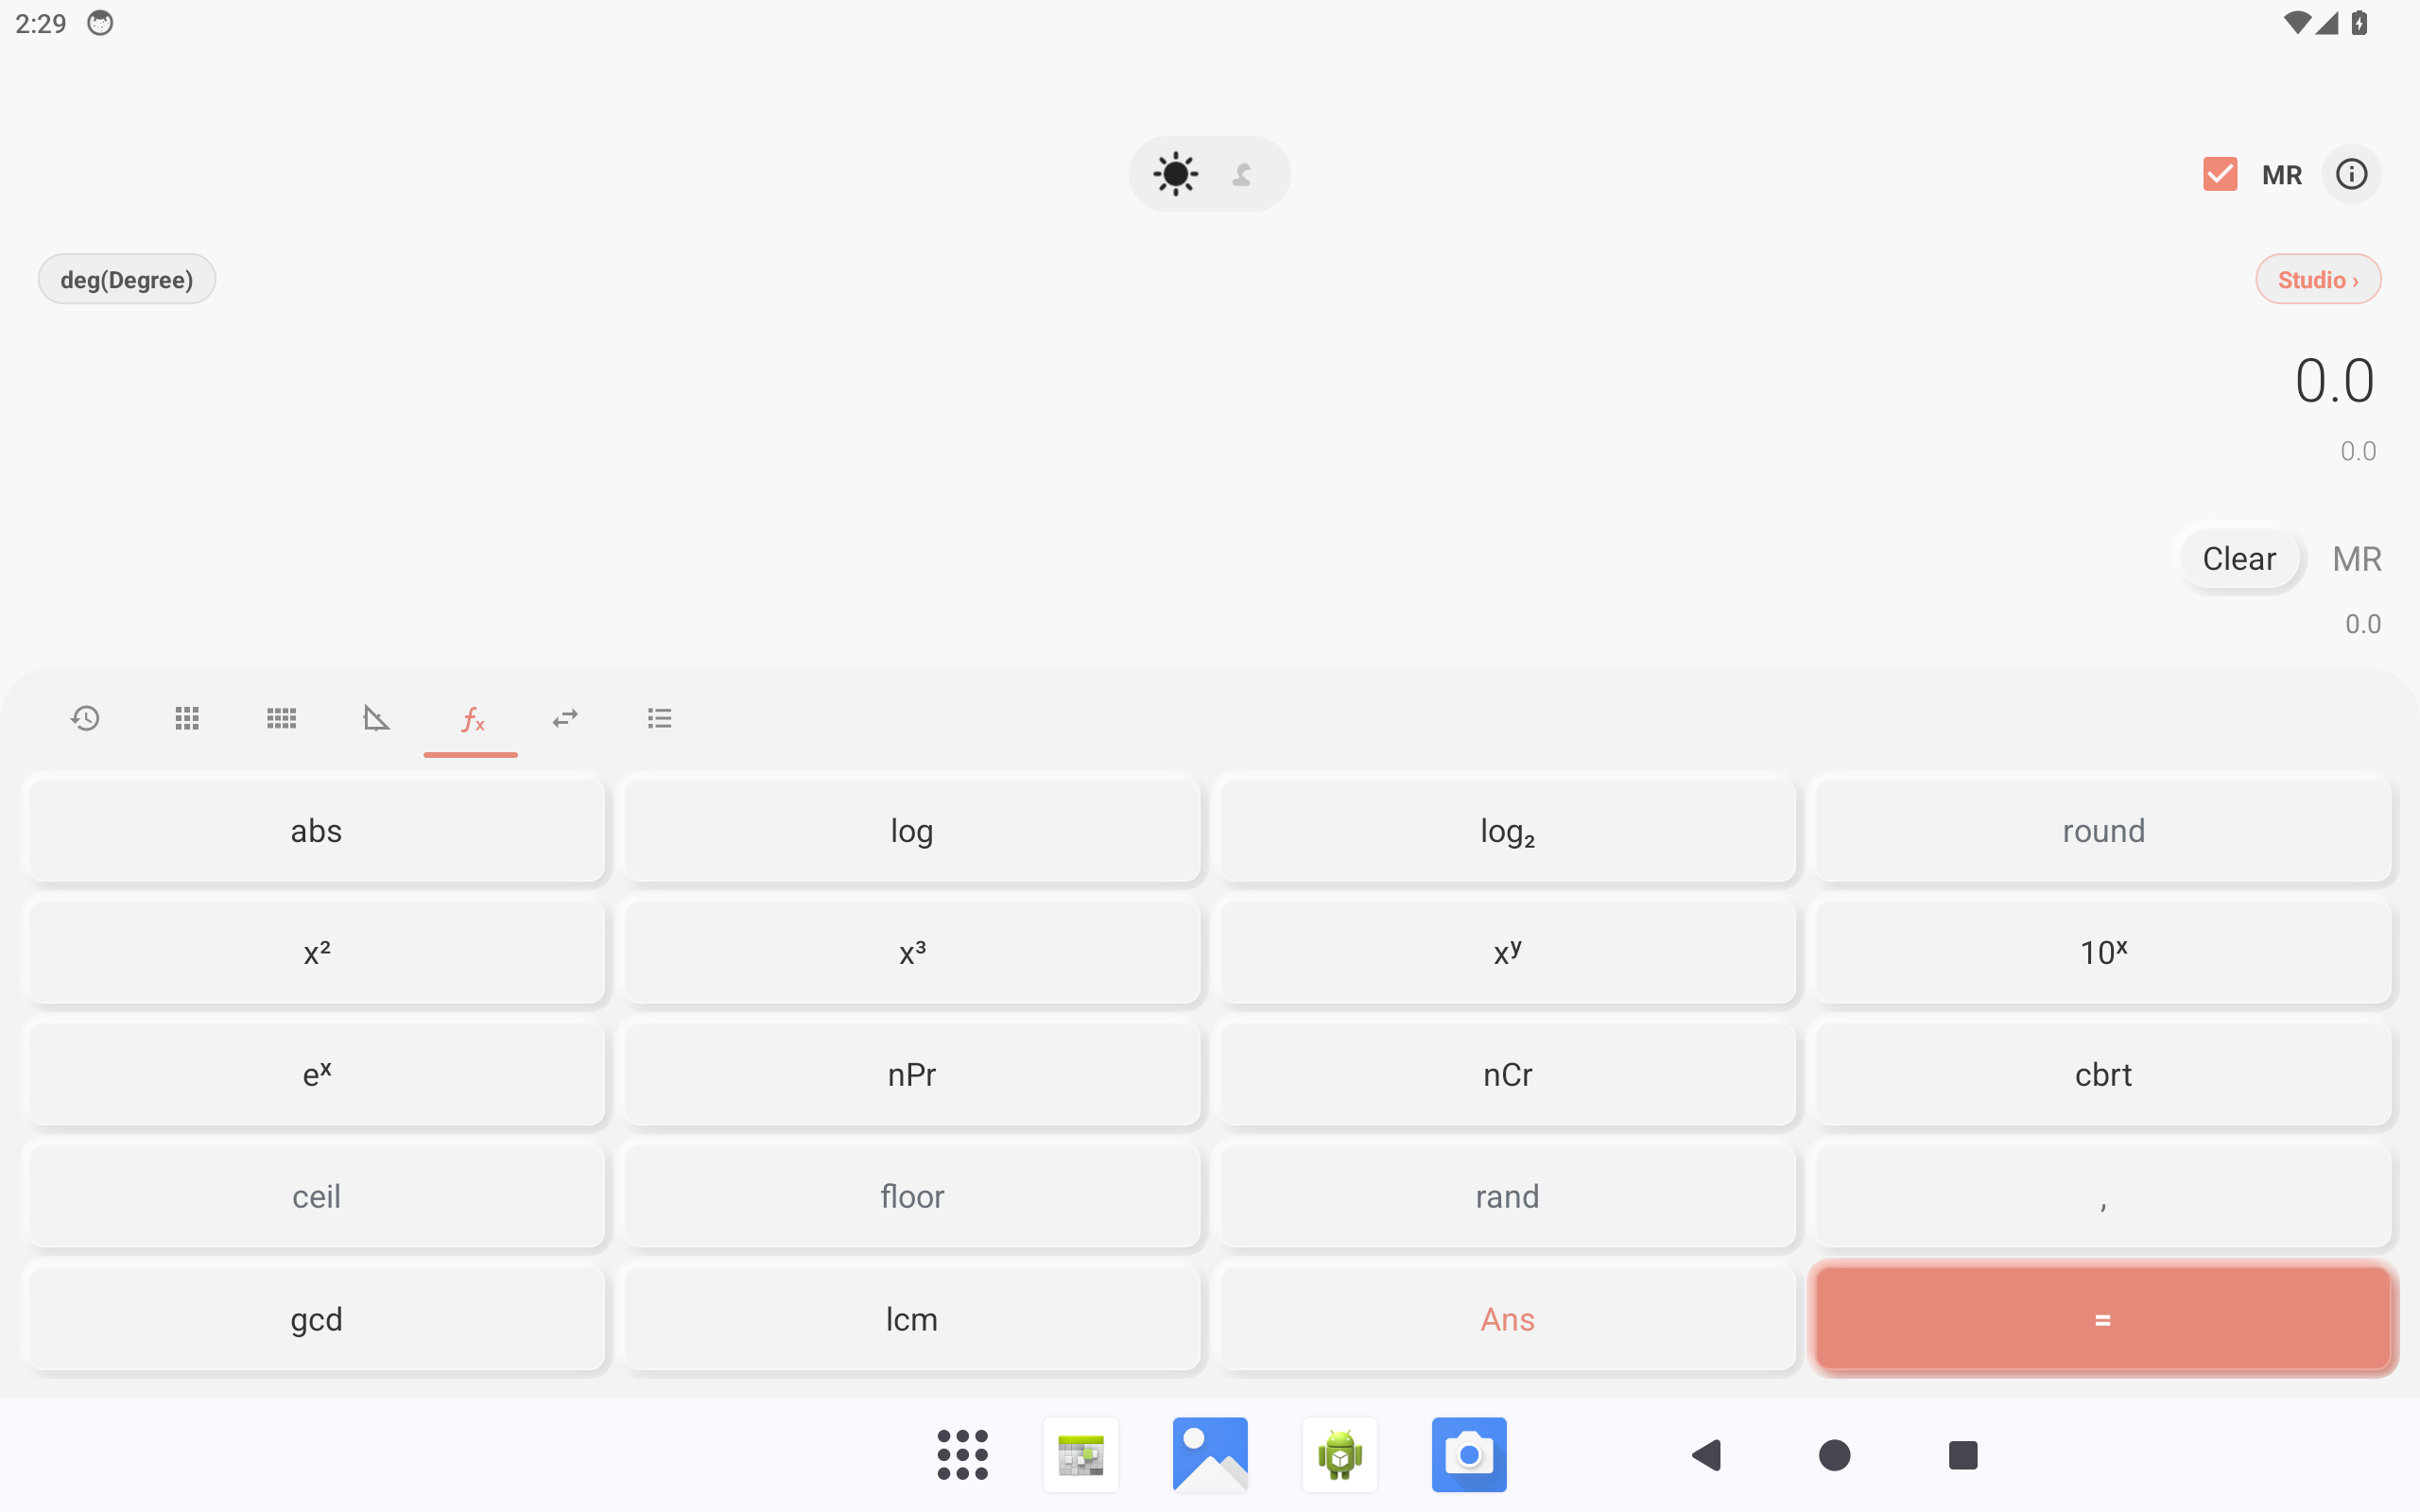 2:29
MR
deg(Degree)
Studio ›
0.0
0.0
Clear MR
0.0
fx
abs log log₂ round
x² x³ xʸ 10ˣ
eˣ nPr nCr cbrt
ceil floor rand ,
gcd lcm Ans =